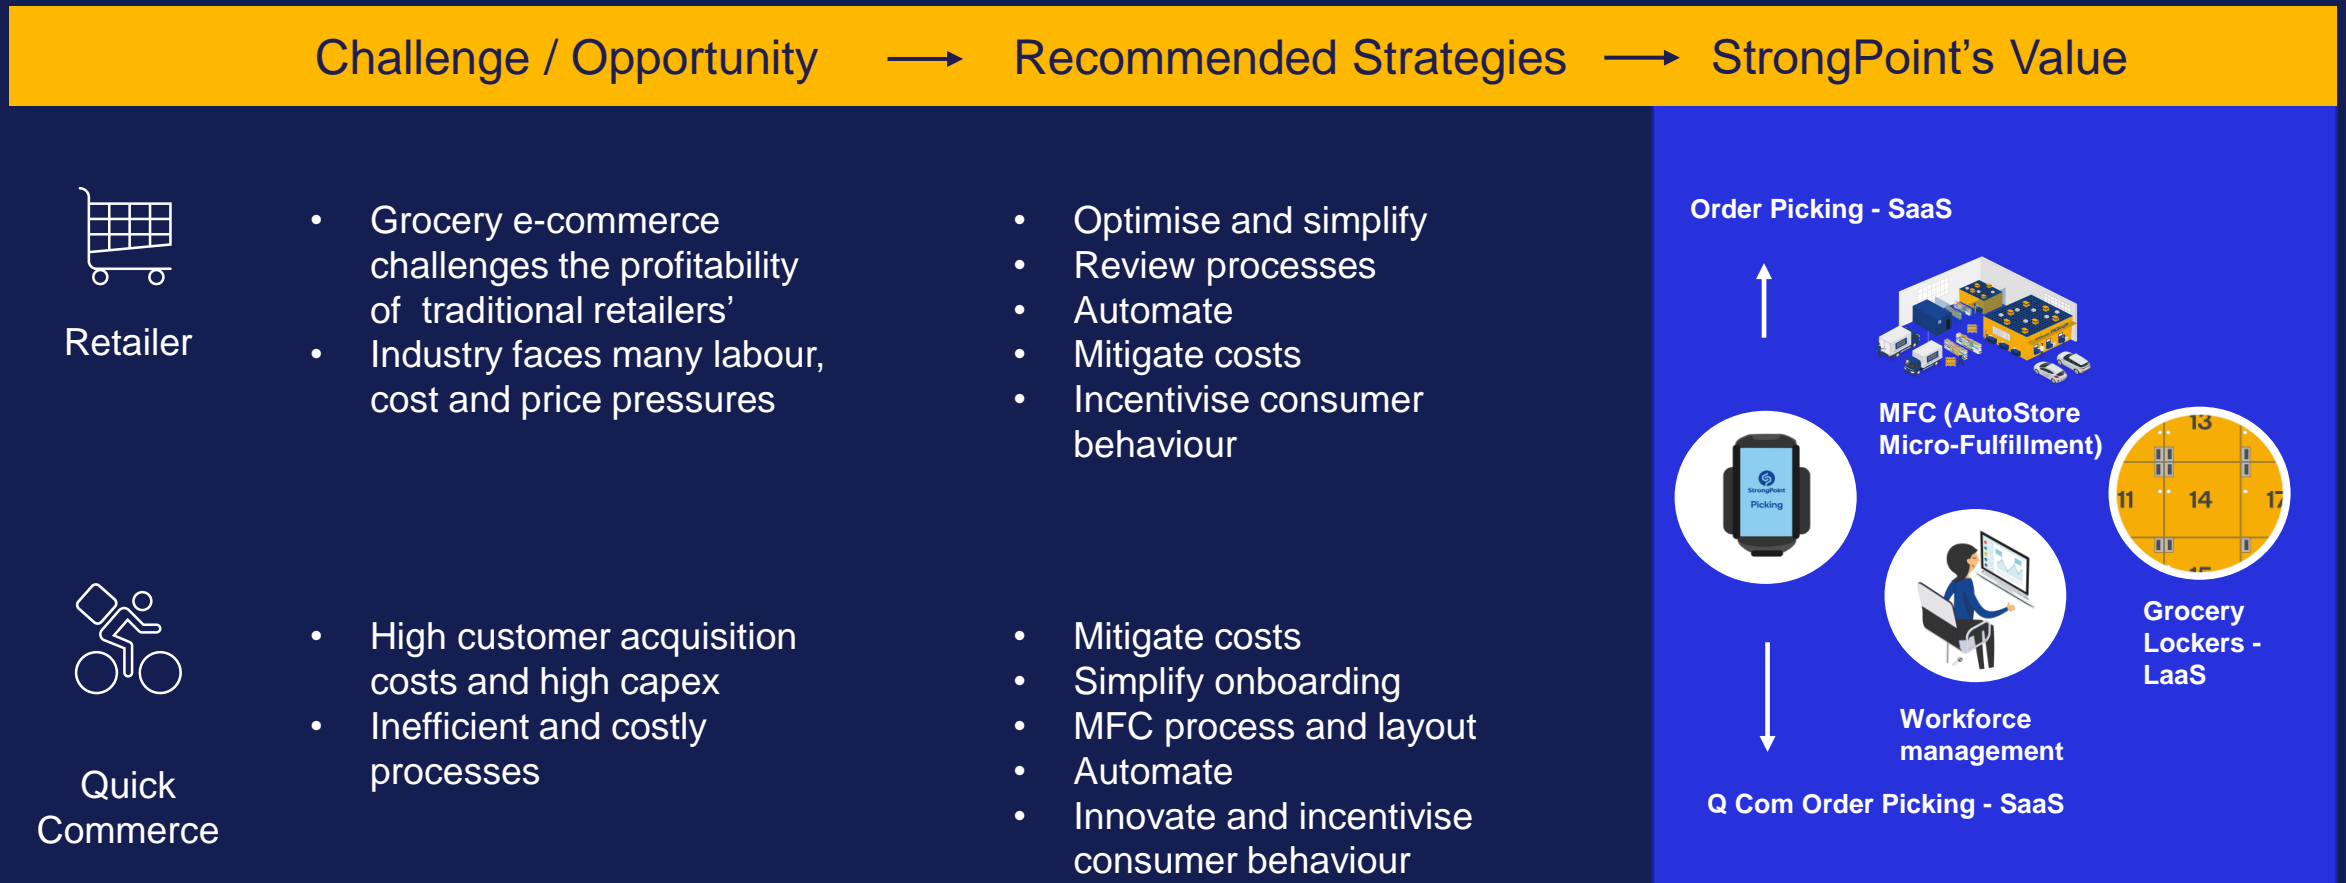 Challenge / Opportunity
Recommended Strategies
StrongPoint's Value
Retailer
• Grocery e-commerce
challenges the profitability
of  traditional retailers’
• Industry faces many labour,
cost and price pressures
• Optimise and simplify
• Review processes
• Automate
• Mitigate costs
• Incentivise consumer
behaviour
Quick
Commerce
• High customer acquisition
costs and high capex
• Inefficient and costly
processes
• Mitigate costs
• Simplify onboarding
• MFC process and layout
• Automate
• Innovate and incentivise
consumer behaviour
Order Picking - SaaS
MFC (AutoStore
Micro-Fulfillment)
StrongPoint
Picking
13
11
14
17
15
Grocery
Lockers -
LaaS
Workforce
management
Q Com Order Picking - SaaS